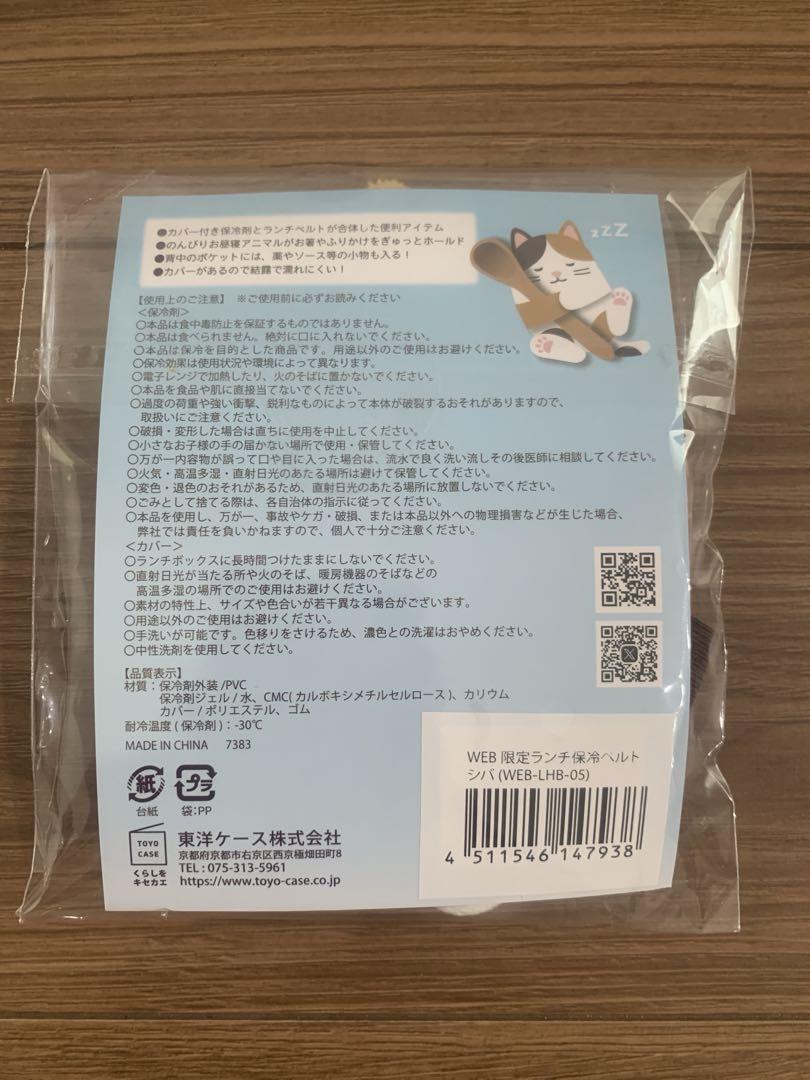 ●カバー付き保冷剤とランチベルトが合体した便利アイテム
●のんびりお昼寝アニマルがお箸やふりかけをぎゅっとホールド
●背中のポケットには、薬やソース等の小物も入る！
●カバーがあるので結露で濡れにくい！
zzZ
【使用上のご注意】 ※ご使用前に必ずお読みください
＜保冷剤＞
○本品は食中毒防止を保証するものではありません。
○本品は食べられません。絶対に口に入れないでください。
○本品は保冷を目的とした商品です。用途以外のご使用はお避けください。
○保冷効果は使用状況や環境によって異なります。
○電子レンジで加熱したり、火のそばに置かないでください。
○本品を食品や肌に直接当てないでください。
○過度の荷重や強い衝撃、鋭利なものによって本体が破裂するおそれがありますので、
取扱いにご注意ください。
○破損・変形した場合は直ちに使用を中止してください。
○小さなお子様の手の届かない場所で使用・保管してください。
○万が一内容物が誤って口や目に入った場合は、流水で良く洗い流しその後医師に相談してください。
○火気・高温多湿・直射日光のあたる場所は避けて保管してください。
○変色・退色のおそれがあるため、直射日光のあたる場所に放置しないでください。
○ごみとして捨てる際は、各自治体の指示に従ってください。
○本品を使用し、万が一、事故やケガ・破損、または本品以外への物理損害などが生じた場合、
弊社では責任を負いかねますので、個人で十分ご注意ください。
＜カバー＞
○ランチボックスに長時間つけたままにしないでください。
○直射日光が当たる所や火のそば、暖房機器のそばなどの
高温多湿の場所でのご使用はお避けください。
○素材の特性上、サイズや色合いが若干異なる場合がございます。
○用途以外のご使用はお避けください。
○手洗いが可能です。色移りをさけるため、濃色との洗濯はおやめください。
○中性洗剤を使用してください。
【品質表示】
材質：保冷剤外装/PVC
保冷剤ジェル/水、CMC(カルボキシメチルセルロース)、カリウム
カバー/ポリエステル、ゴム
耐冷温度(保冷剤)：-30℃
MADE IN CHINA 7383
紙
プラ
台紙
袋:PP
TOYO
CASE
くらしを
キセカエ
東洋ケース株式会社
京都府京都市右京区西京極畑田町8
TEL：075-313-5961
https://www.toyo-case.co.jp
WEB 限定ランチ保冷ベルト
シバ (WEB-LHB-05)
4 511546 147938